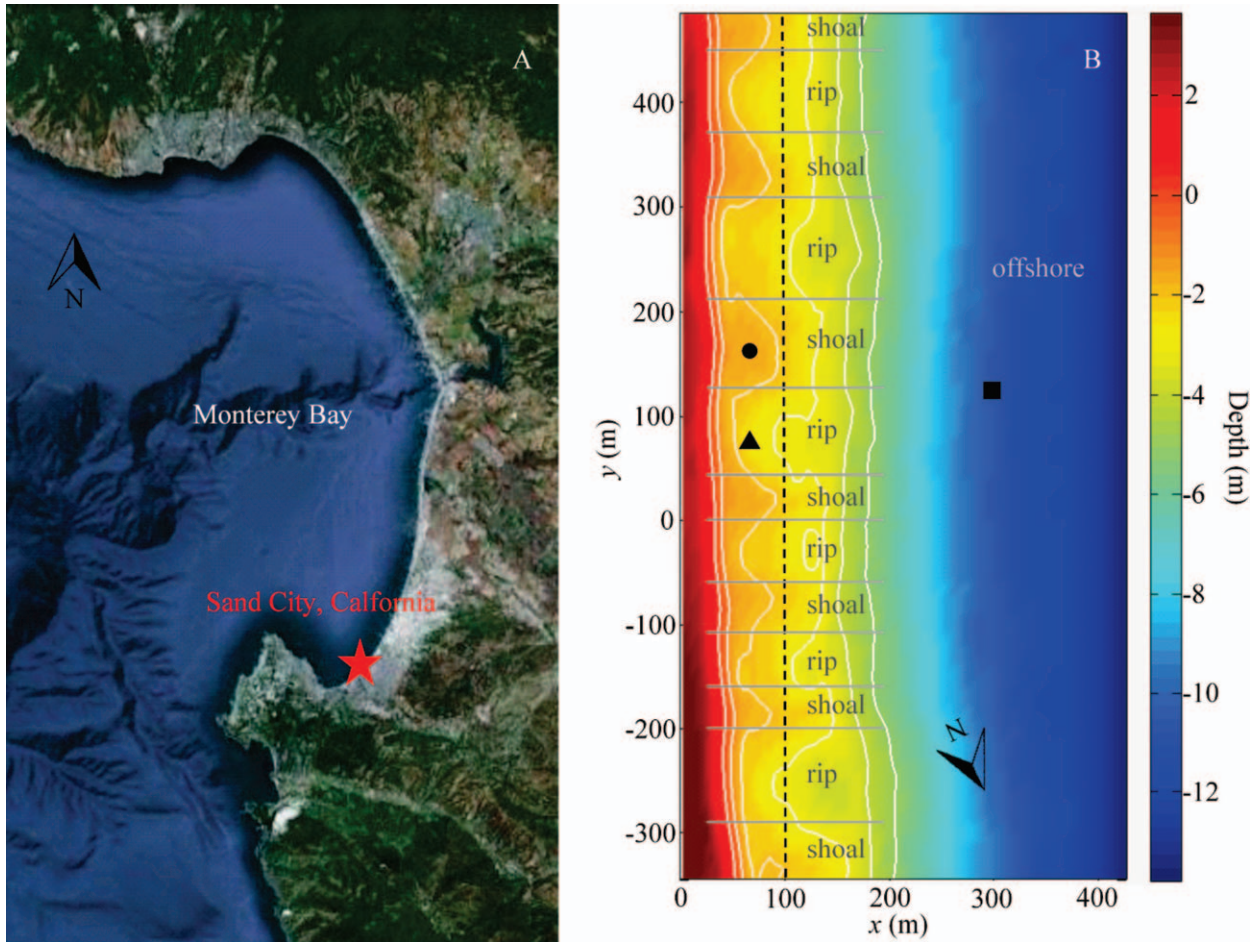 A
N
Monterey Bay
Sand City, Calfornia
B
shoal
rip
shoal
rip
shoal
rip
shoal
rip
shoal
rip
shoal
rip
shoal
offshore
N
400
300
200
100
0
-100
-200
-300
y (m)
0
100
200
300
400
x (m)
2
0
-2
-4
-6
-8
-10
-12
Depth (m)